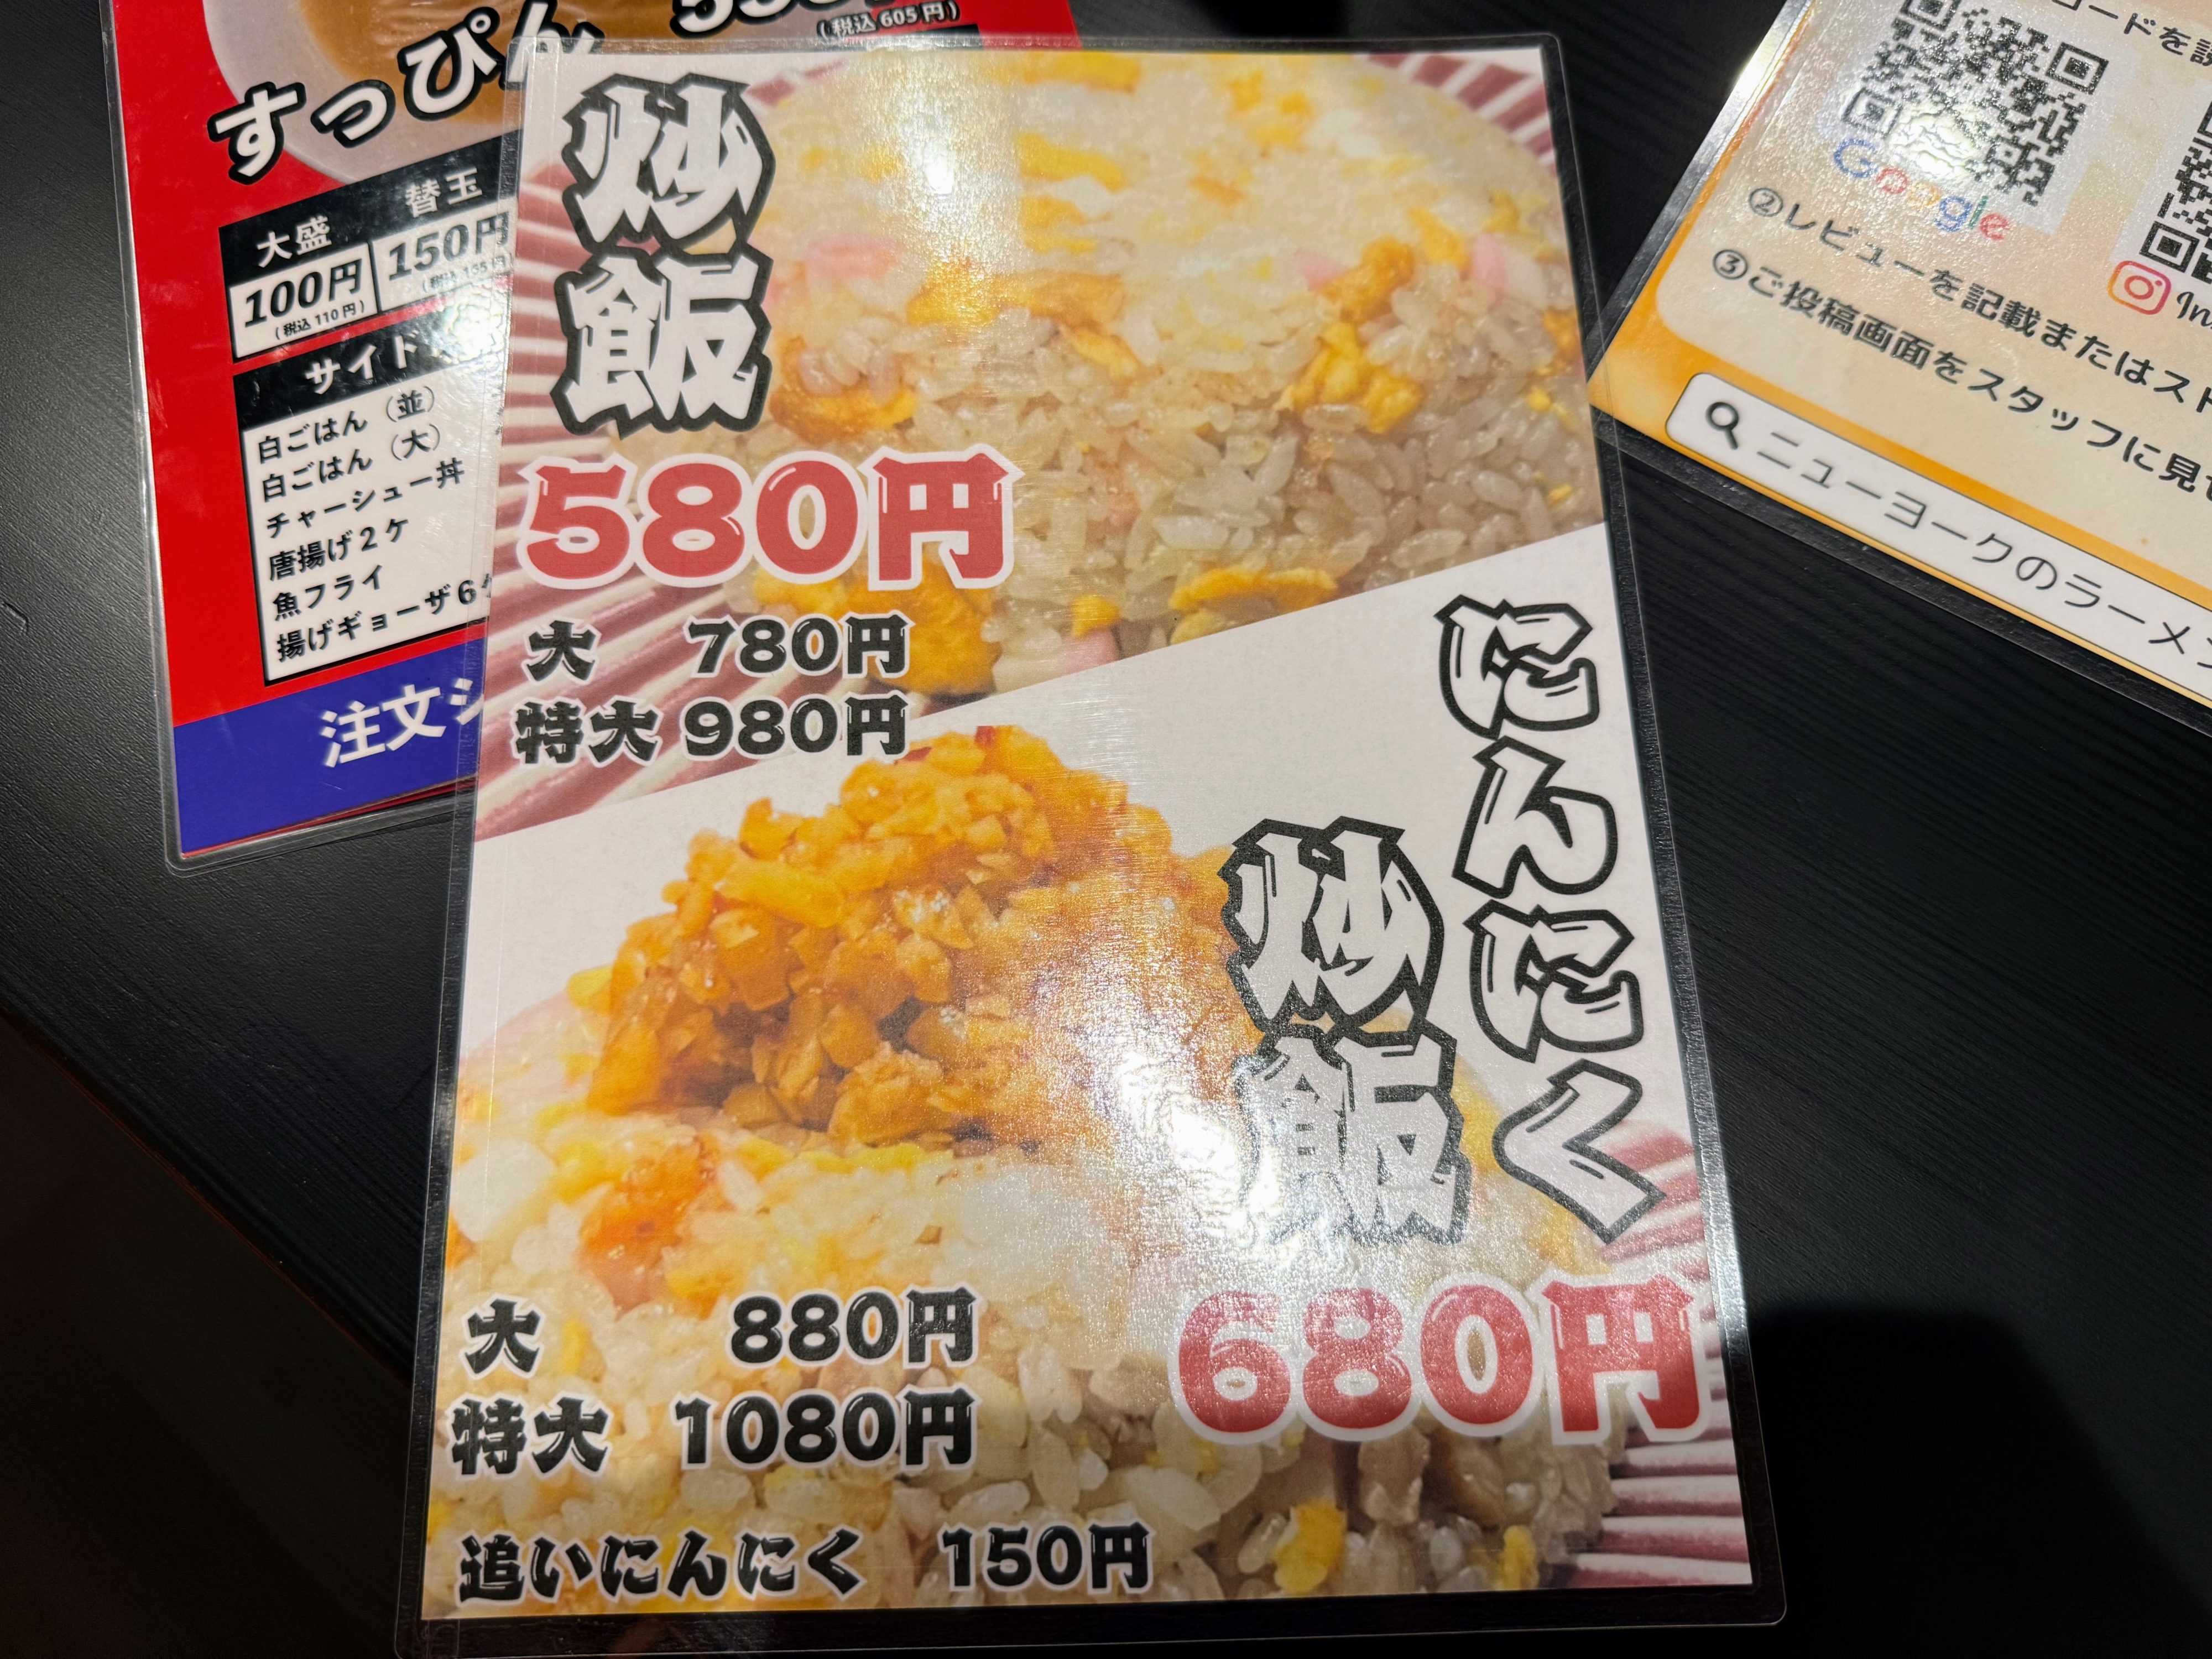 すっぴん
(税込605円)
大盛
替玉
100円
150円
(税込110円)
サイド
白ごはん（並）
白ごはん（大）
チャーシュー丼
唐揚げ2ケ
魚フライ
揚げギョーザ6ケ
注文シ
炒飯
580円
大 780円
特大 980円
にんにく
炒飯
680円
大 880円
特大 1080円
追いにんにく 150円
コードを読
Google
②レビューを記載またはスト
③ご投稿画面をスタッフに見せ
ニューヨークのラーメン